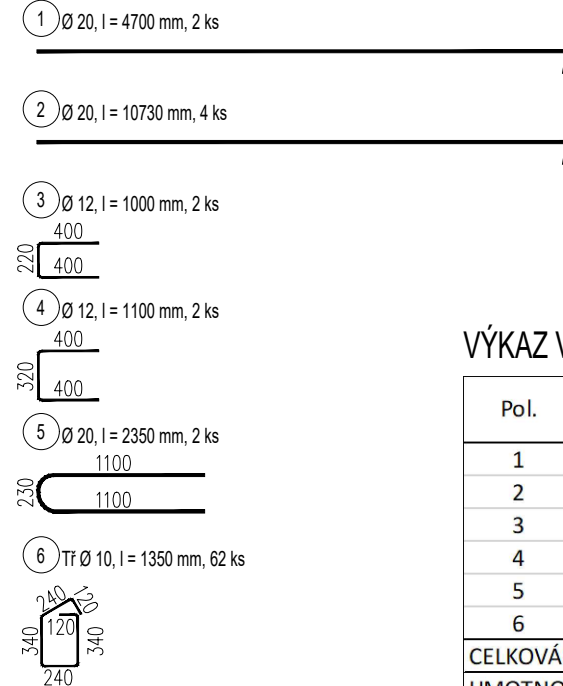 1 Ø 20, l = 4700 mm, 2 ks
2 Ø 20, l = 10730 mm, 4 ks
3 Ø 12, l = 1000 mm, 2 ks
400
220
400
4 Ø 12, l = 1100 mm, 2 ks
400
320
400
5 Ø 20, l = 2350 mm, 2 ks
1100
230
1100
6 Tř Ø 10, l = 1350 mm, 62 ks
240
120
120
340
340
240
VÝKAZ
Pol.
1
2
3
4
5
6
CELKOVÁ